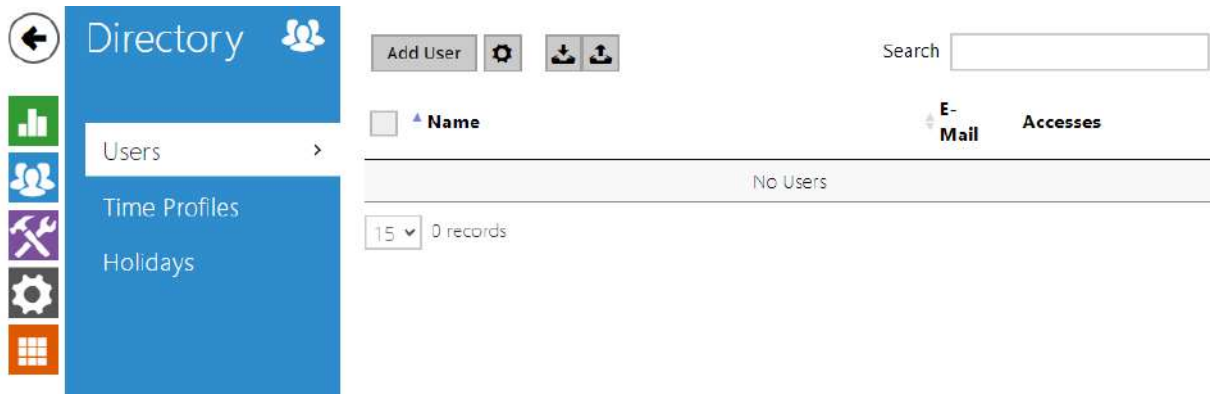 Directory
Users
Time Profiles
Holidays
Add User
Search
Name
E-
Mail
Accesses
No Users
15 0 records